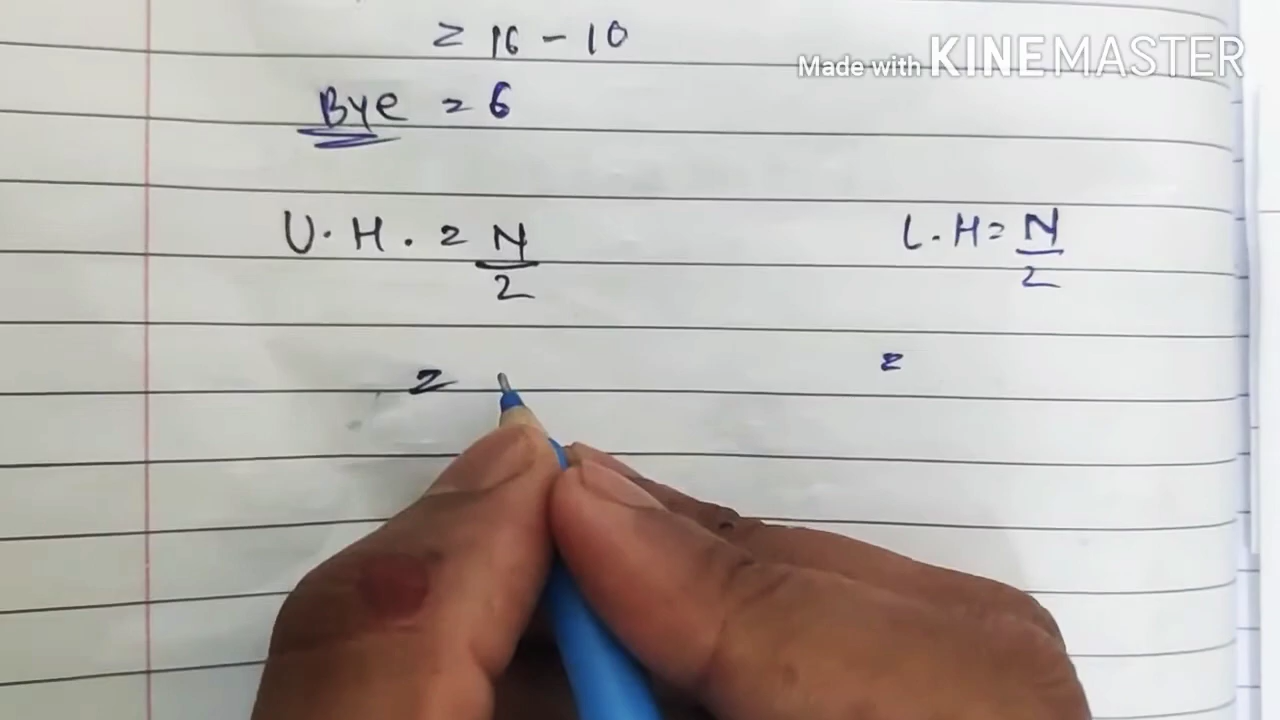 = 16 - 10
Made with KINEMASTER
Bye = 6
U.H. = N/2
L.H = N/2
=
=